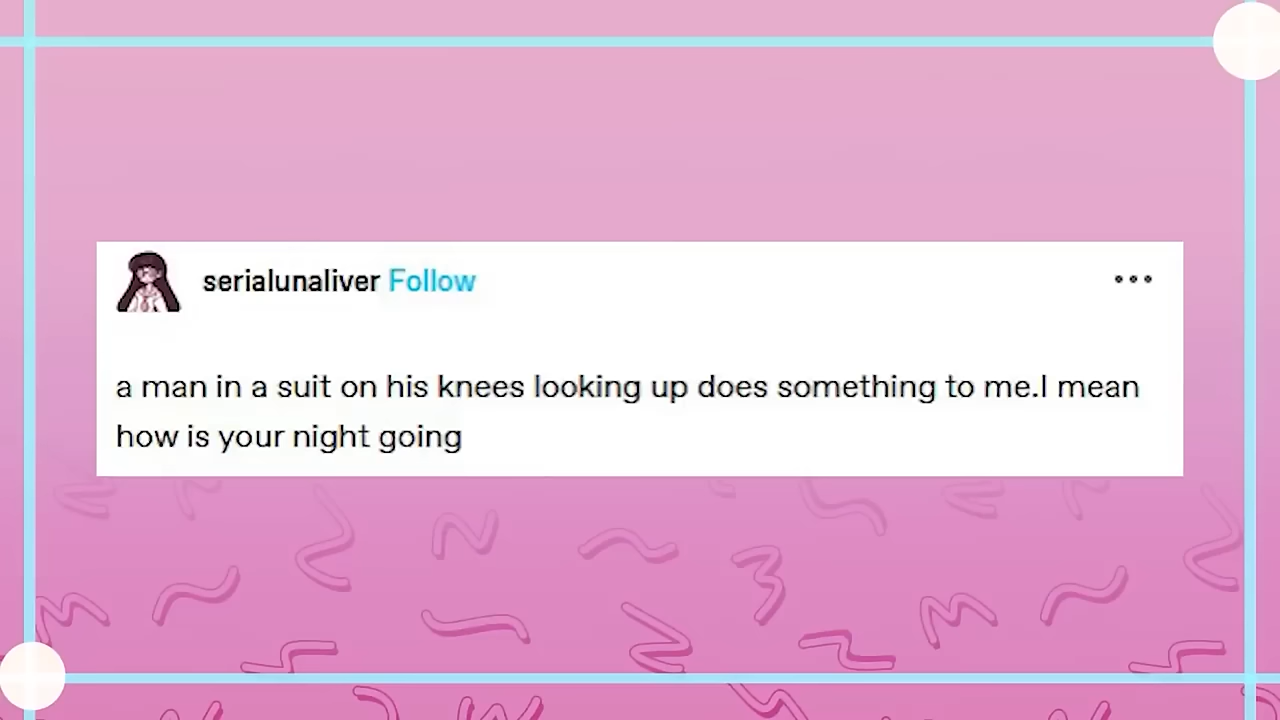 serialunaliver Follow
a man in a suit on his knees looking up does something to me.I mean
how is your night going